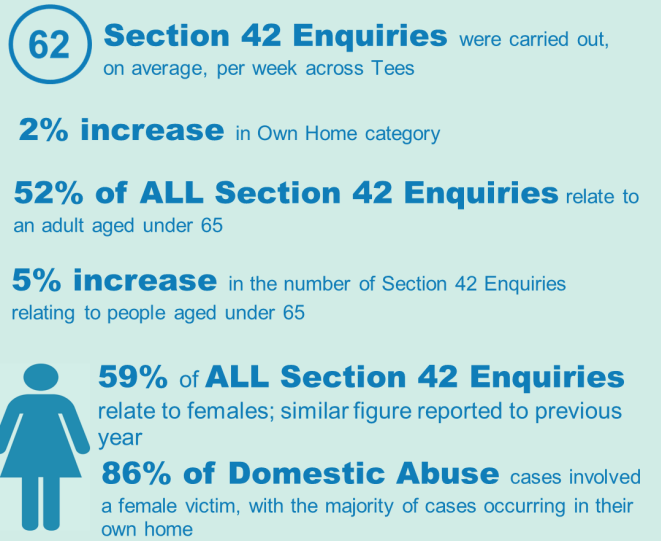 62 Section 42 Enquiries were carried out,
on average, per week across Tees
2% increase in Own Home category
52% of ALL Section 42 Enquiries relate to
an adult aged under 65
5% increase in the number of Section 42 Enquiries
relating to people aged under 65
59% of ALL Section 42 Enquiries
relate to females; similar figure reported to previous
year
86% of Domestic Abuse cases involved
a female victim, with the majority of cases occurring in their
own home